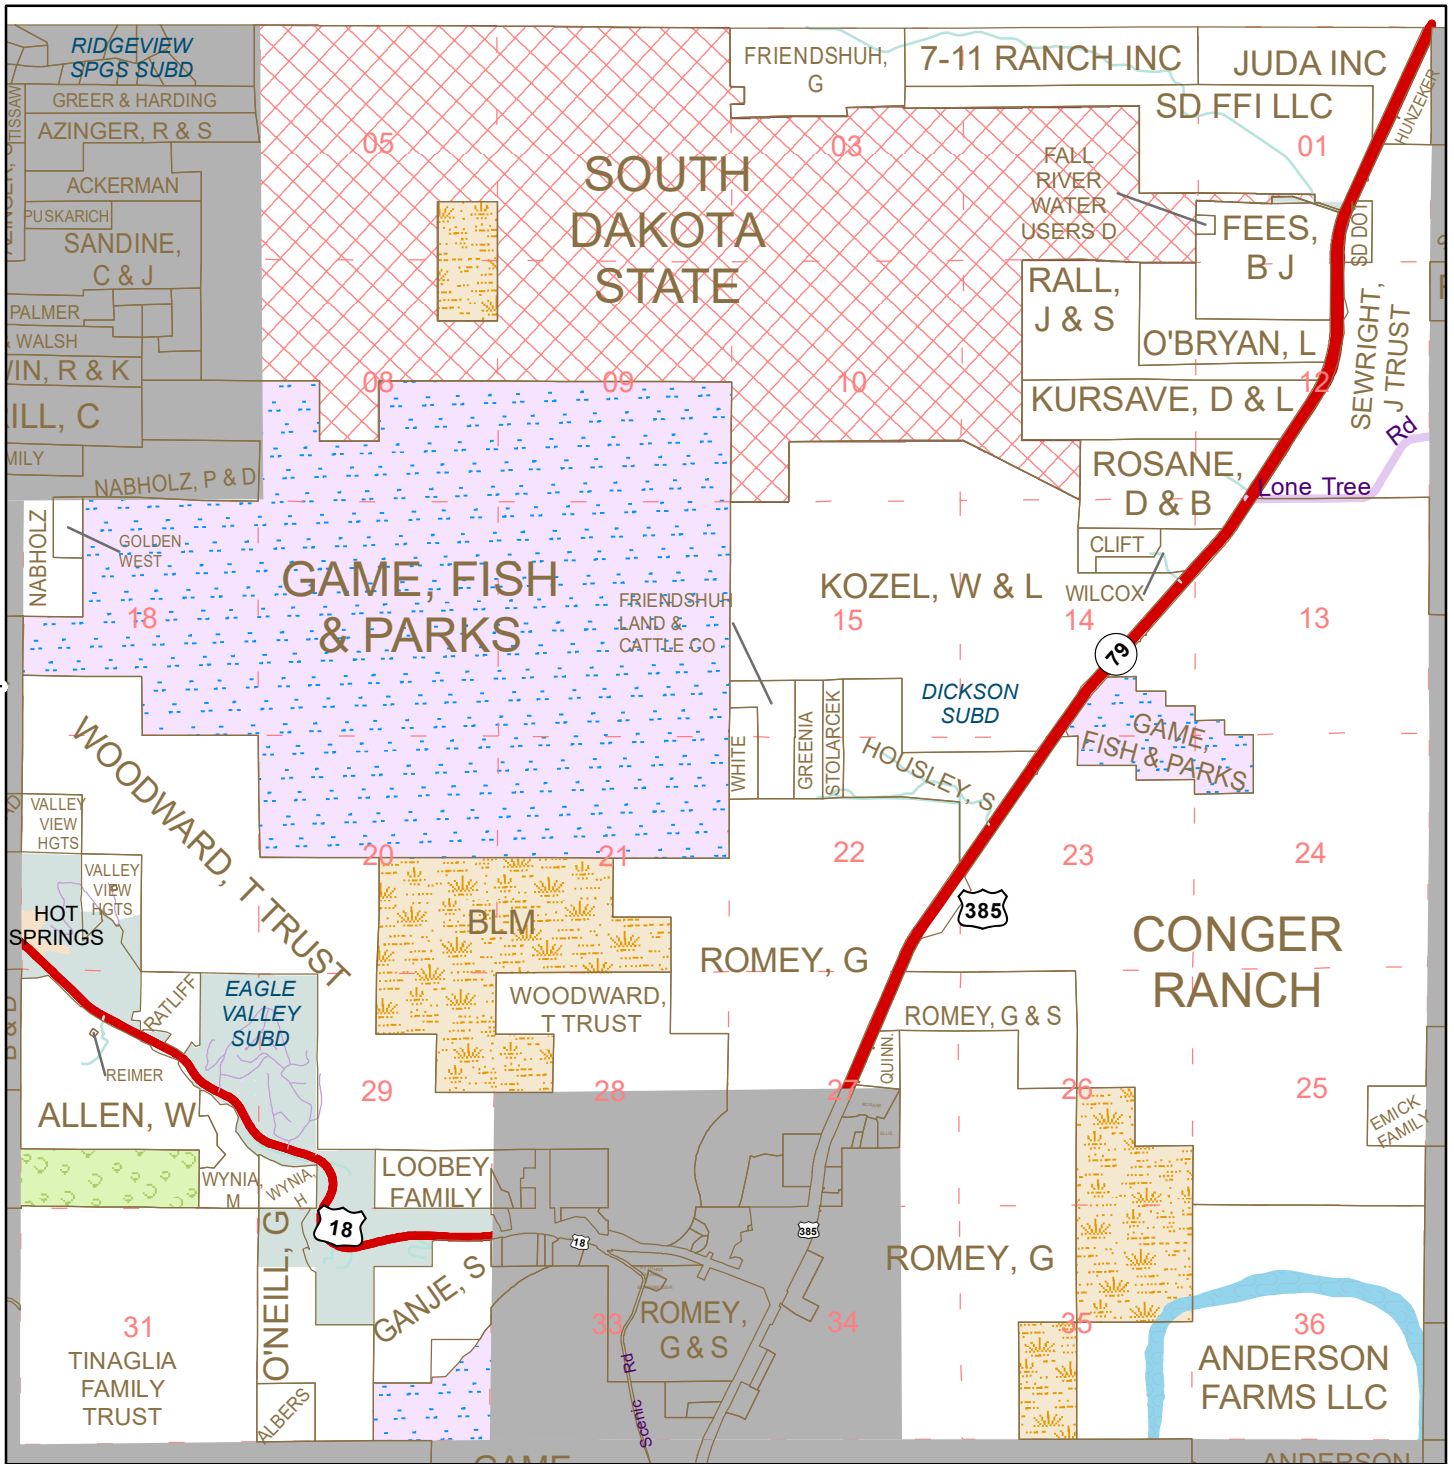 RIDGEVIEW
SPGS SUBD
GREER & HARDING
TISSAW
AZINGER, R & S
ACKERMAN
PUSKARICH
SANDINE,
C & J
PALMER
& WALSH
WIN, R & K
RILL, C
MILY
NABHOLZ, P & D
05
SOUTH
DAKOTA
STATE
FRIENDSHUH,
G
7-11 RANCH INC
JUDA INC
HUNZEKER
SD FFI LLC
03
01
FALL
RIVER
WATER
USERS D
FEES,
B J
SD DOT
RALL,
J & S
O'BRYAN, L
SEWRIGHT,
J TRUST
08
09
10
12
KURSAVE, D & L
ROSANE,
D & B
Lone Tree
Rd
NABHOLZ
GOLDEN
WEST
CLIFT
WILCOX
GAME, FISH
& PARKS
FRIENDSHUH
LAND &
CATTLE CO
KOZEL, W & L
18
15
14
13
79
DICKSON
SUBD
WHITE
GREENIA
STOLARCEK
HOUSLEY, S
GAME,
FISH & PARKS
WOODWARD, T TRUST
VALLEY
VIEW
HGTS
VALLEY
VIEW
HGTS
20
21
22
23
24
HOT
SPRINGS
BLM
385
CONGER
RANCH
ROMEY, G
RATLIFF
EAGLE
VALLEY
SUBD
WOODWARD,
T TRUST
ROMEY, G & S
QUINN
B & D
REIMER
ALLEN, W
29
28
27
26
25
EMICK
FAMILY
WYNIA,
M
WYNIA,
H
LOOBEY
FAMILY
18
18
385
O'NEILL, G
GANJE, S
ROMEY, G
31
TINAGLIA
FAMILY
TRUST
ALBERS
33
ROMEY,
G & S
34
35
36
ANDERSON
FARMS LLC
Scenic Rd
GAME
ANDERSON